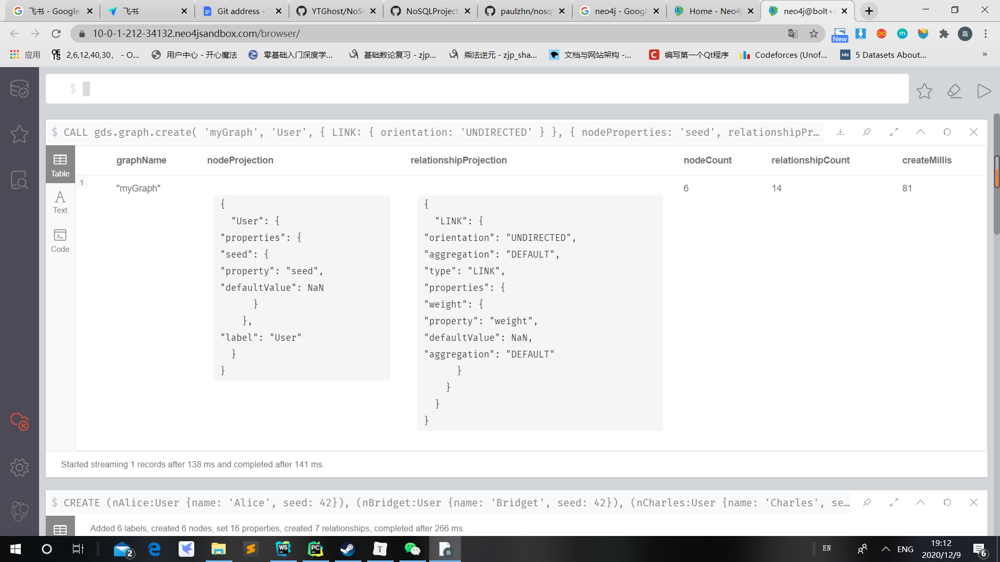 飞书 - Google
飞书
Git address -
YTGhost/NoSQ
NoSQLProject
paulzhn/nosql
neo4j - Google
Home - Neo4j
neo4j@bolt+s
10-0-1-212-34132.neo4jsandbox.com/browser/
New
磊
应用
2,6,12,40,30， - O...
用户中心 - 开心魔法
零基础入门深度学...
基础数论复习 - zjp...
乘法逆元 - zjp_sha...
文档与网站架构 -...
编写第一个Qt程序
Codeforces (Unof...
tds
5 Datasets About...
»
$
$ CALL gds.graph.create( 'myGraph', 'User', { LINK: { orientation: 'UNDIRECTED' } }, { nodeProperties: 'seed', relationshipPr…
Table
Text
Code
graphName nodeProjection relationshipProjection nodeCount relationshipCount createMillis
1
"myGraph"
{
"User": {
"properties": {
"seed": {
"property": "seed",
"defaultValue": NaN
}
},
"label": "User"
}
}
{
"LINK": {
"orientation": "UNDIRECTED",
"aggregation": "DEFAULT",
"type": "LINK",
"properties": {
"weight": {
"property": "weight",
"defaultValue": NaN,
"aggregation": "DEFAULT"
}
}
}
}
6
14
81
Started streaming 1 records after 138 ms and completed after 141 ms.
$ CREATE (nAlice:User {name: 'Alice', seed: 42}), (nBridget:User {name: 'Bridget', seed: 42}), (nCharles:User {name: 'Charles', se…
Added 6 labels, created 6 nodes, set 16 properties, created 7 relationships, completed after 266 ms.
2
WS
PC
T
EN
ENG
19:12
2020/12/9
6